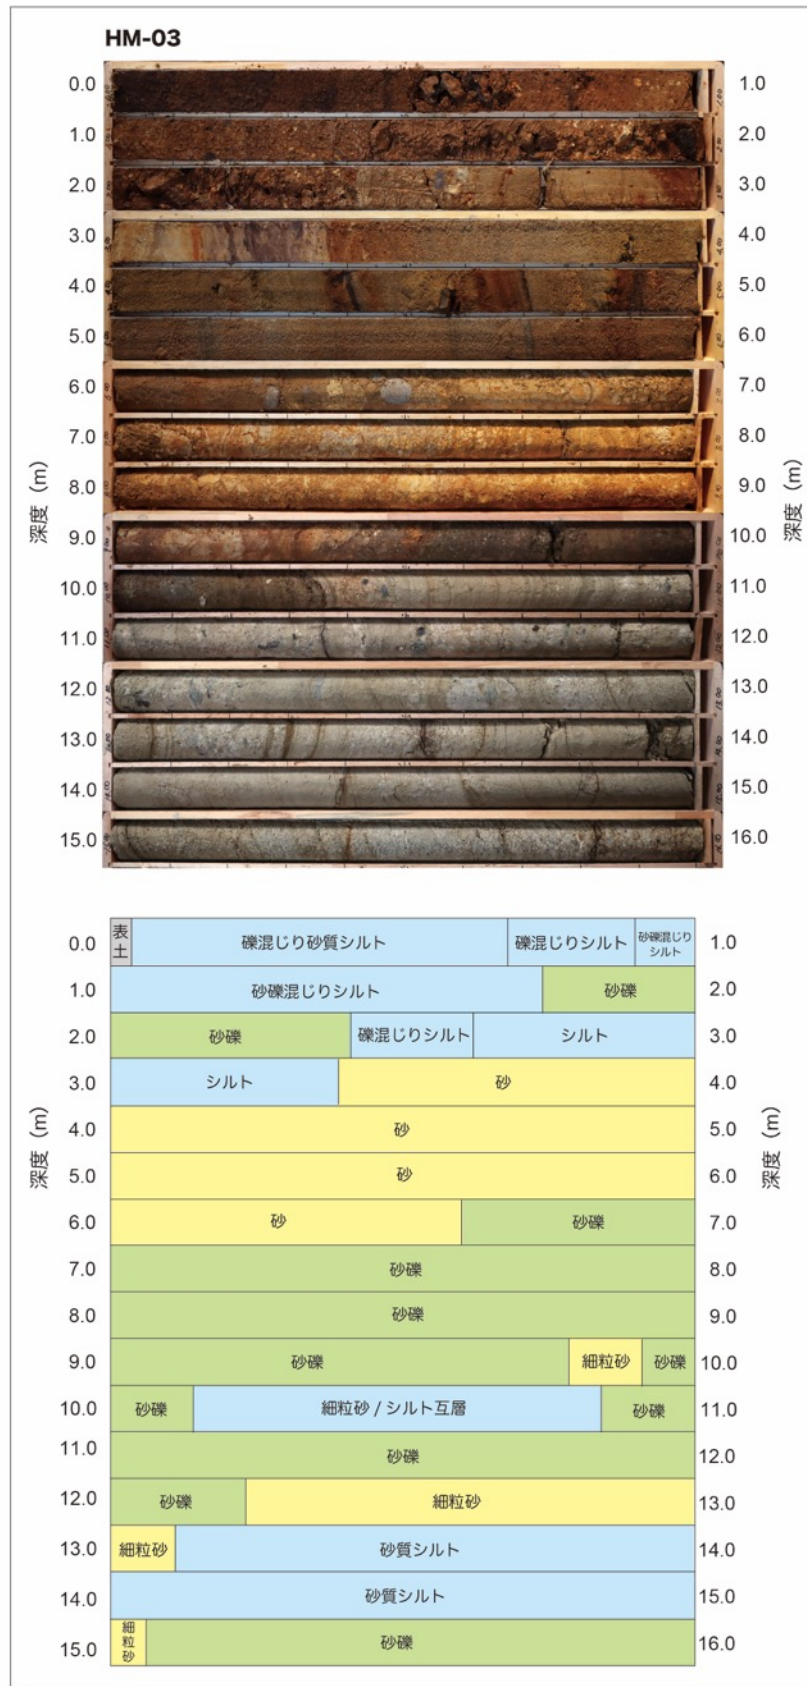 HM-03
0.0
1.0
1.0
2.0
2.0
3.0
3.0
4.0
4.0
5.0
5.0
6.0
6.0
7.0
7.0
8.0
8.0
9.0
9.0
10.0
10.0
11.0
11.0
12.0
12.0
13.0
13.0
14.0
14.0
15.0
15.0
16.0
深度 (m)
深度 (m)
0.0
表土
礫混じり砂質シルト
礫混じりシルト
砂礫混じり
シルト
1.0
1.0
砂礫混じりシルト
砂礫
2.0
2.0
砂礫
礫混じりシルト
シルト
3.0
3.0
シルト
砂
4.0
4.0
砂
5.0
5.0
砂
6.0
6.0
砂
砂礫
7.0
7.0
砂礫
8.0
8.0
砂礫
9.0
9.0
砂礫
細粒砂
砂礫
10.0
10.0
砂礫
細粒砂 / シルト互層
砂礫
11.0
11.0
砂礫
12.0
12.0
砂礫
細粒砂
13.0
13.0
細粒砂
砂質シルト
14.0
14.0
砂質シルト
15.0
15.0
細粒砂
砂礫
16.0
深度 (m)
深度 (m)